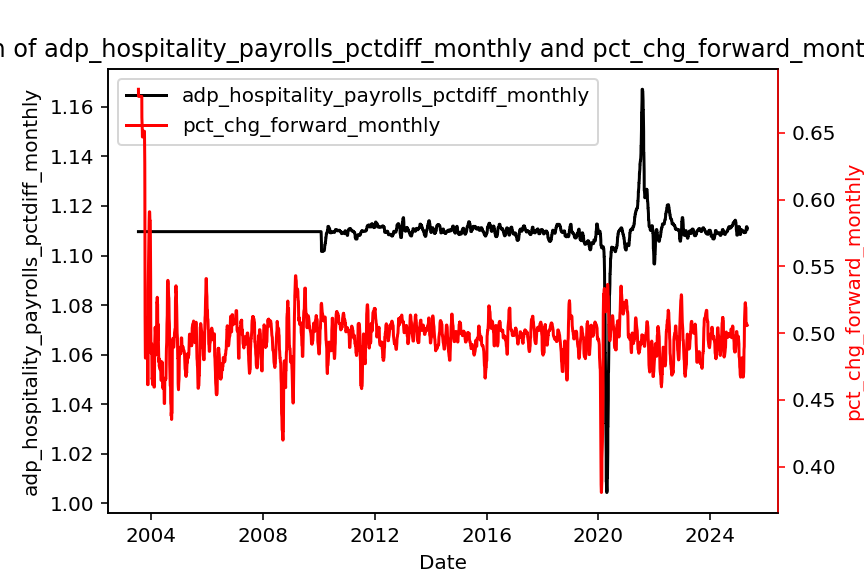 of adp_hospitality_payrolls_pctdiff_monthly and pct_chg_forward_mont
adp_hospitality_payrolls_pctdiff_monthly
pct_chg_forward_monthly
adp_hospitality_payrolls_pctdiff_monthly
1.16
1.14
1.12
1.10
1.08
1.06
1.04
1.02
1.00
0.65
0.60
0.55
0.50
0.45
0.40
pct_chg_forward_monthly
2004 2008 2012 2016 2020 2024
Date